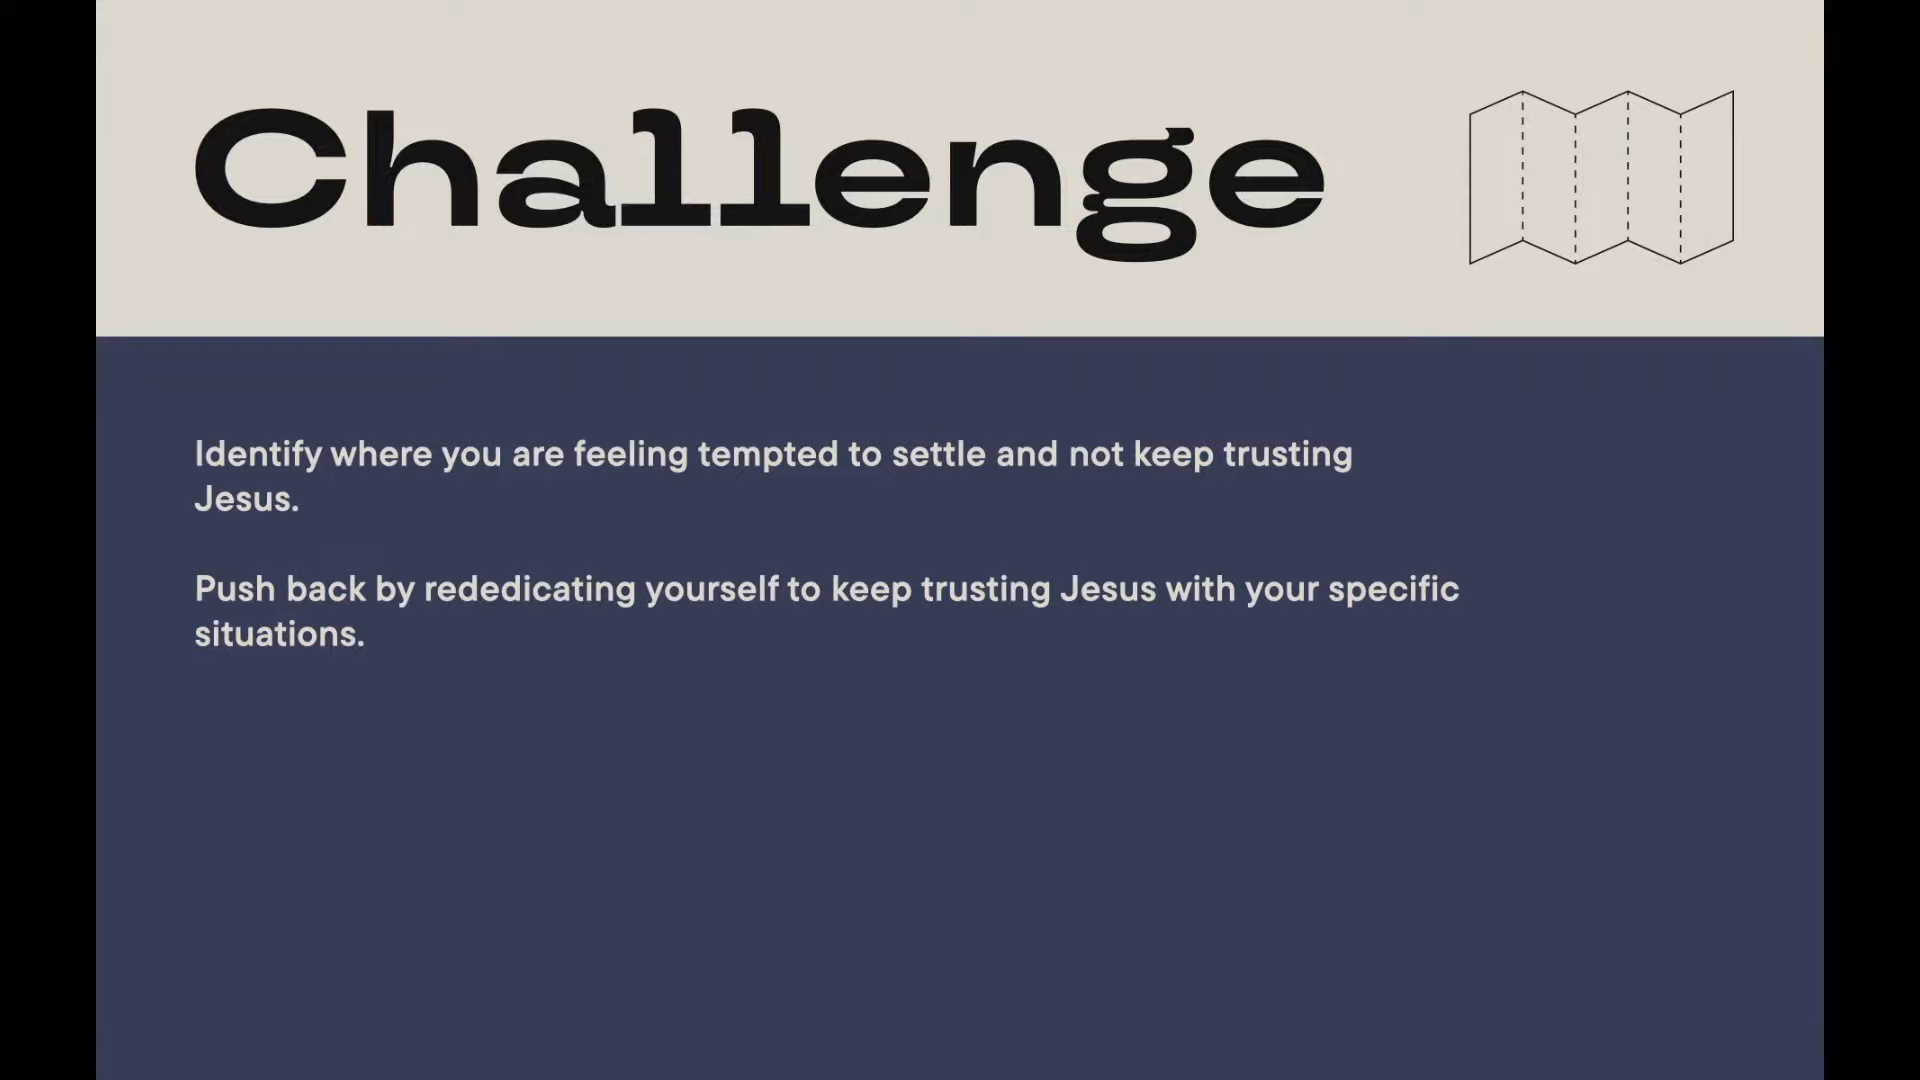 Challenge
Identify where you are feeling tempted to settle and not keep trusting
Jesus.
Push back by rededicating yourself to keep trusting Jesus with your specific
situations.